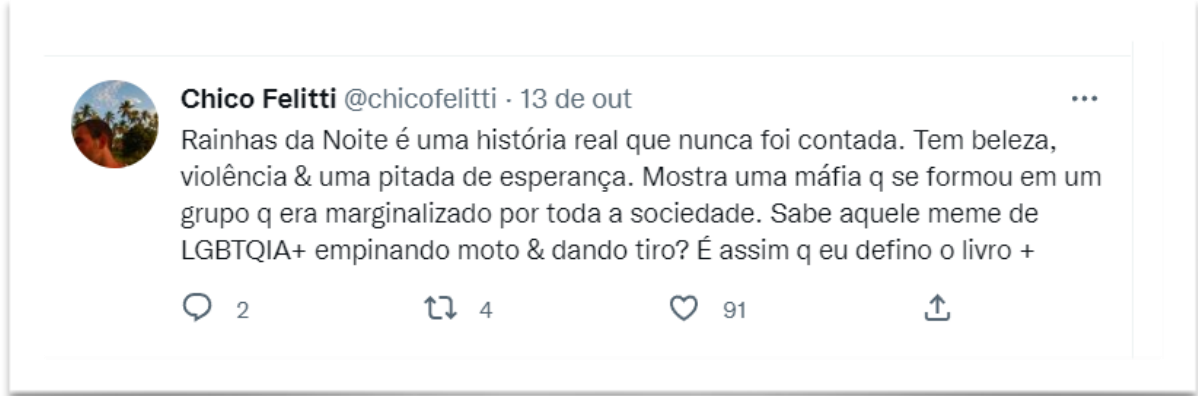 Chico Felitti @chicofelitti · 13 de out
Rainhas da Noite é uma história real que nunca foi contada. Tem beleza,
violência & uma pitada de esperança. Mostra uma máfia q se formou em um
grupo q era marginalizado por toda a sociedade. Sabe aquele meme de
LGBTQIA+ empinando moto & dando tiro? É assim q eu defino o livro +
2 4 91